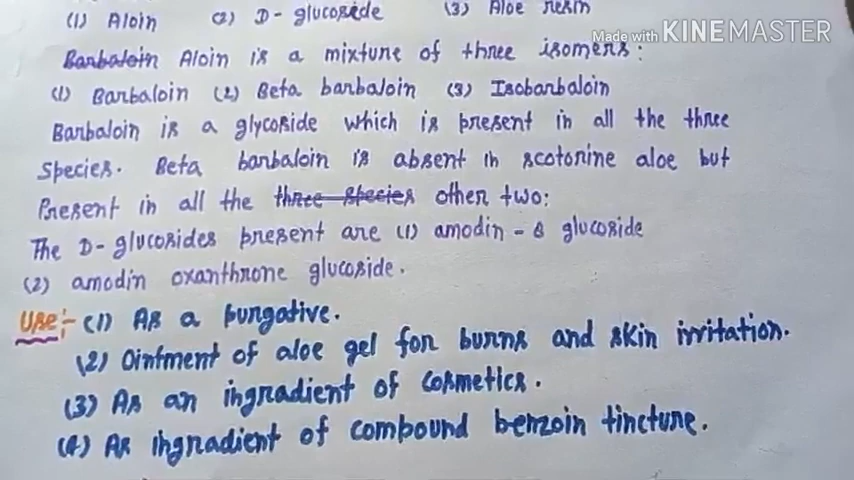 (1) Aloin (2) D-glucoside (3) Aloe resin
Made with KINEMASTER
Barbaloin Aloin is a mixture of three isomers:
(1) Barbaloin (2) Beta barbaloin (3) Isobarbaloin
Barbaloin is a glycoside which is present in all the three
species. Beta barbaloin is absent in scotorine aloe but
Present in all the three species other two:
The D-glucosides present are (1) amodin - 8 glucoside
(2) amodin oxanthrone glucoside.
Use:- (1) As a purgative.
(2) Ointment of aloe gel for burns and skin irritation.
(3) As an ingradient of cosmetics.
(4) As ingradient of compound benzoin tincture.